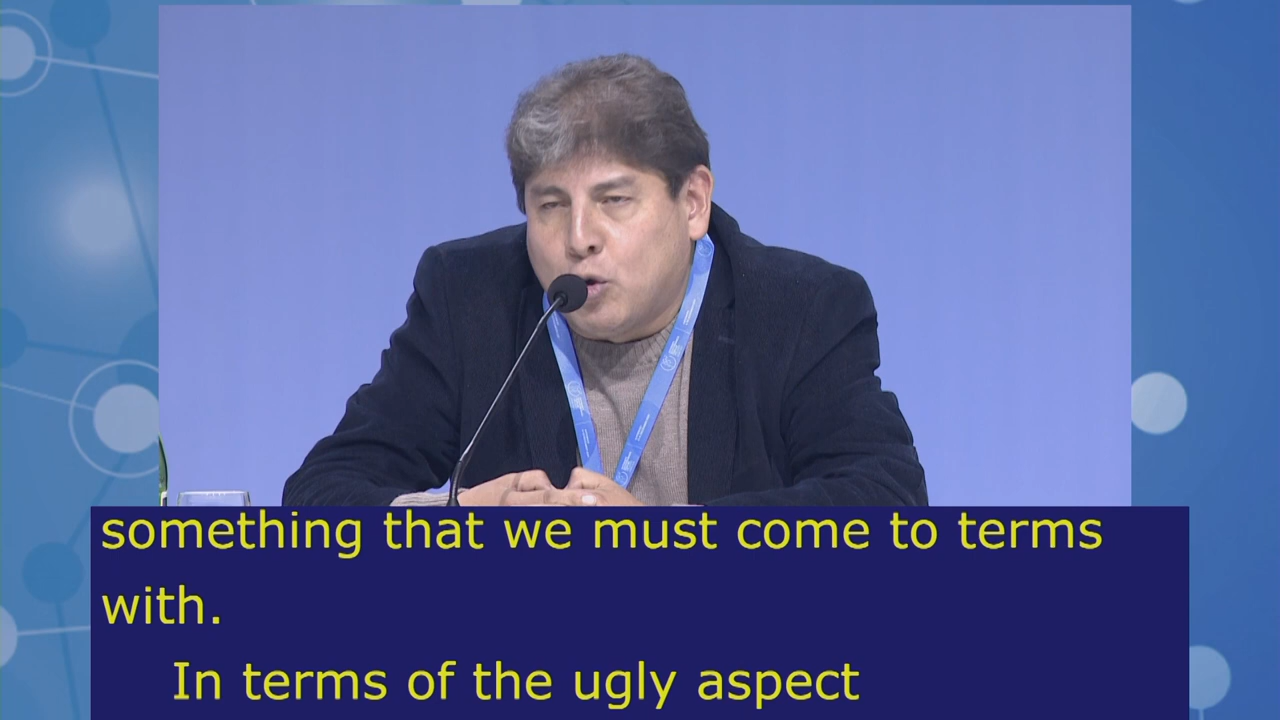 something that we must come to terms
with.
In terms of the ugly aspect